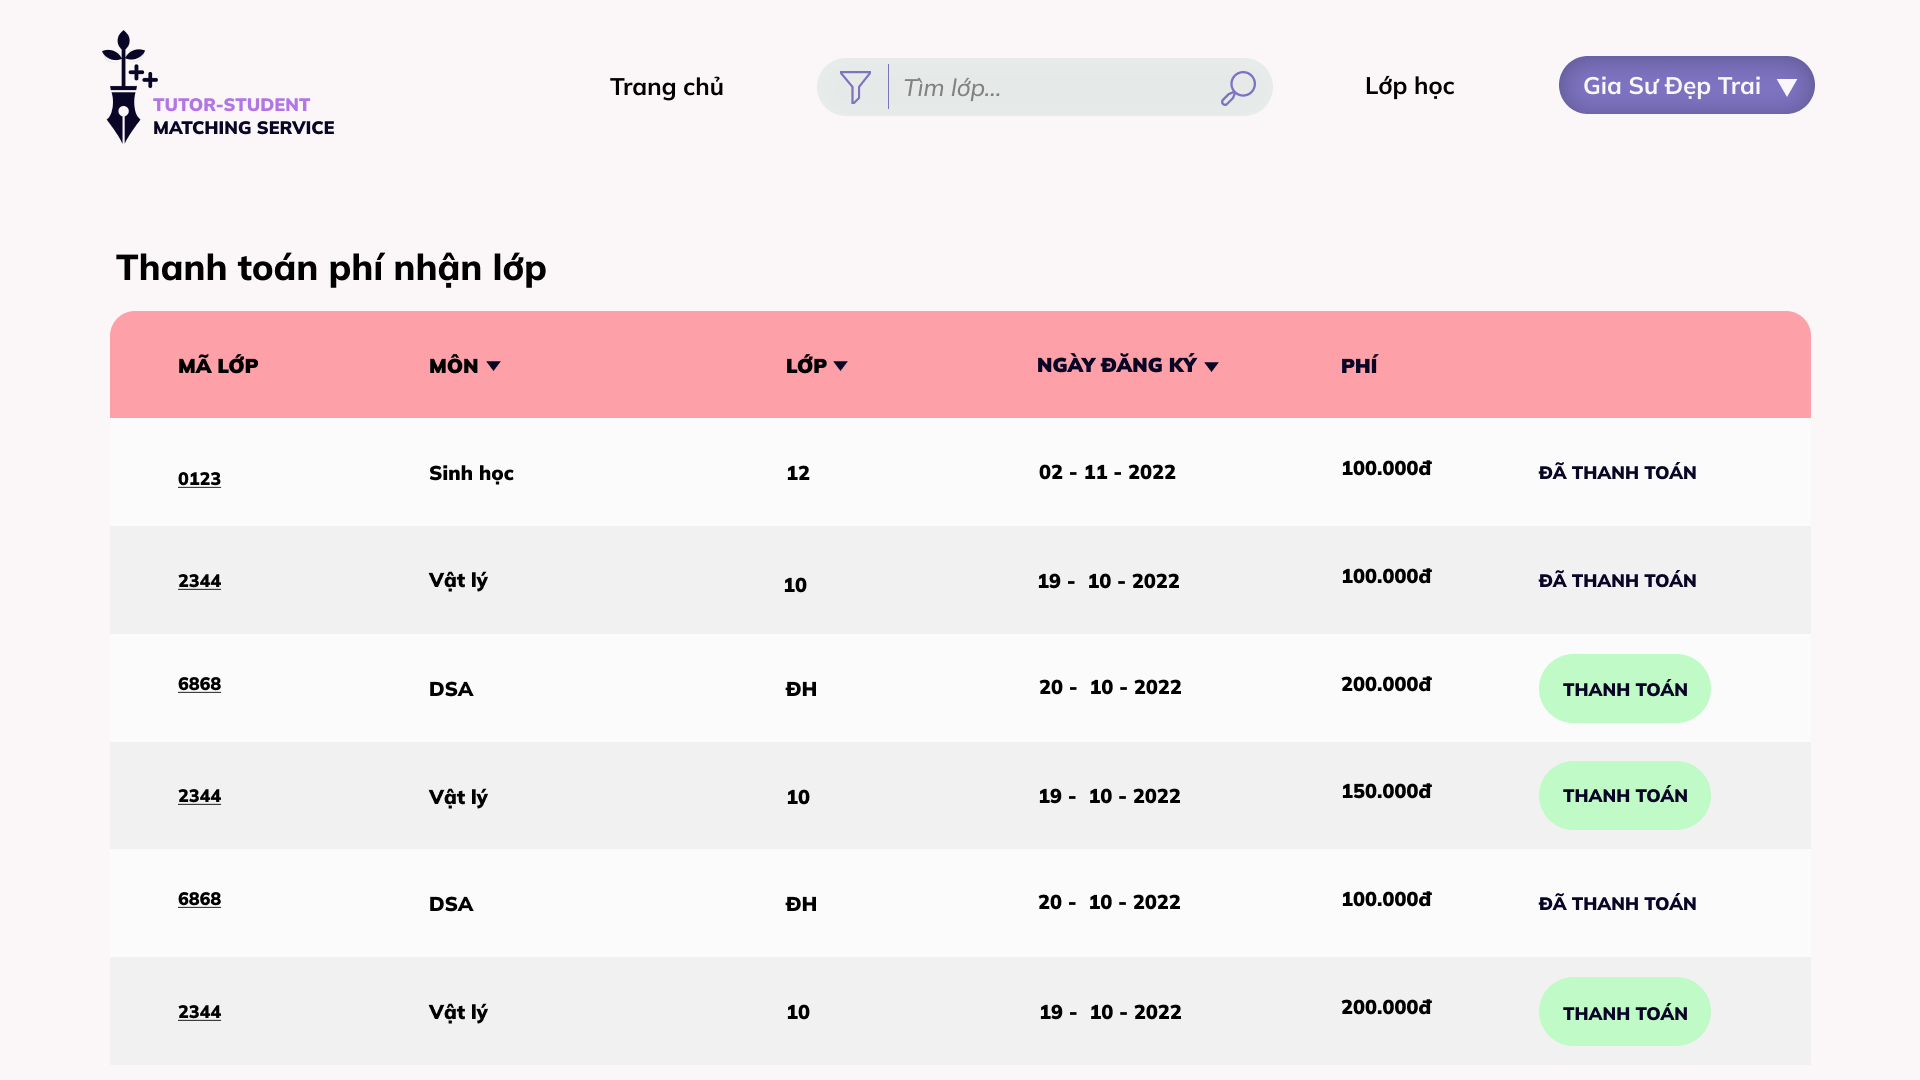 TUTOR-STUDENT
MATCHING SERVICE
Trang chủ
Tìm lớp...
Lớp học
Gia Sư Đẹp Trai
Thanh toán phí nhận lớp
MÃ LỚP MÔN LỚP NGÀY ĐĂNG KÝ PHÍ
0123 Sinh học 12 02 - 11 - 2022 100.000đ ĐÃ THANH TOÁN
2344 Vật lý 10 19 - 10 - 2022 100.000đ ĐÃ THANH TOÁN
6868 DSA ĐH 20 - 10 - 2022 200.000đ THANH TOÁN
2344 Vật lý 10 19 - 10 - 2022 150.000đ THANH TOÁN
6868 DSA ĐH 20 - 10 - 2022 100.000đ ĐÃ THANH TOÁN
2344 Vật lý 10 19 - 10 - 2022 200.000đ THANH TOÁN